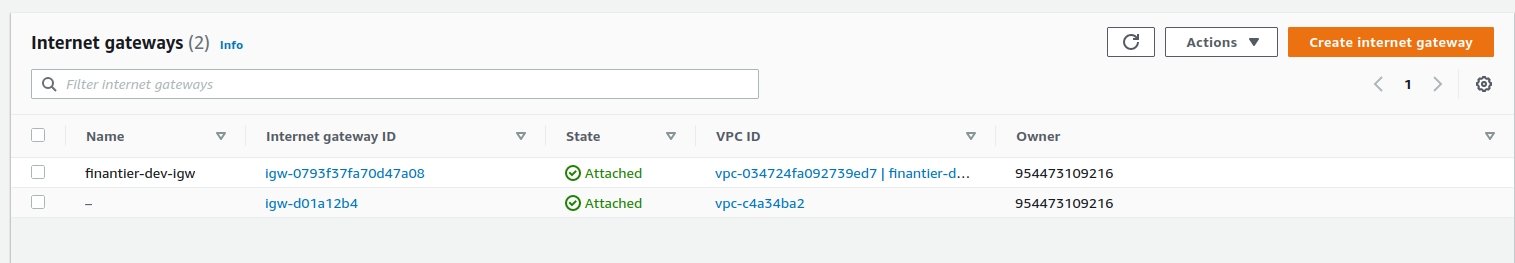 Internet gateways (2) Info
Actions
Create internet gateway
Filter internet gateways
1
Name Internet gateway ID State VPC ID Owner
finantier-dev-igw igw-0793f37fa70d47a08 Attached vpc-034724fa092739ed7 | finantier-d... 954473109216
– igw-d01a12b4 Attached vpc-c4a34ba2 954473109216